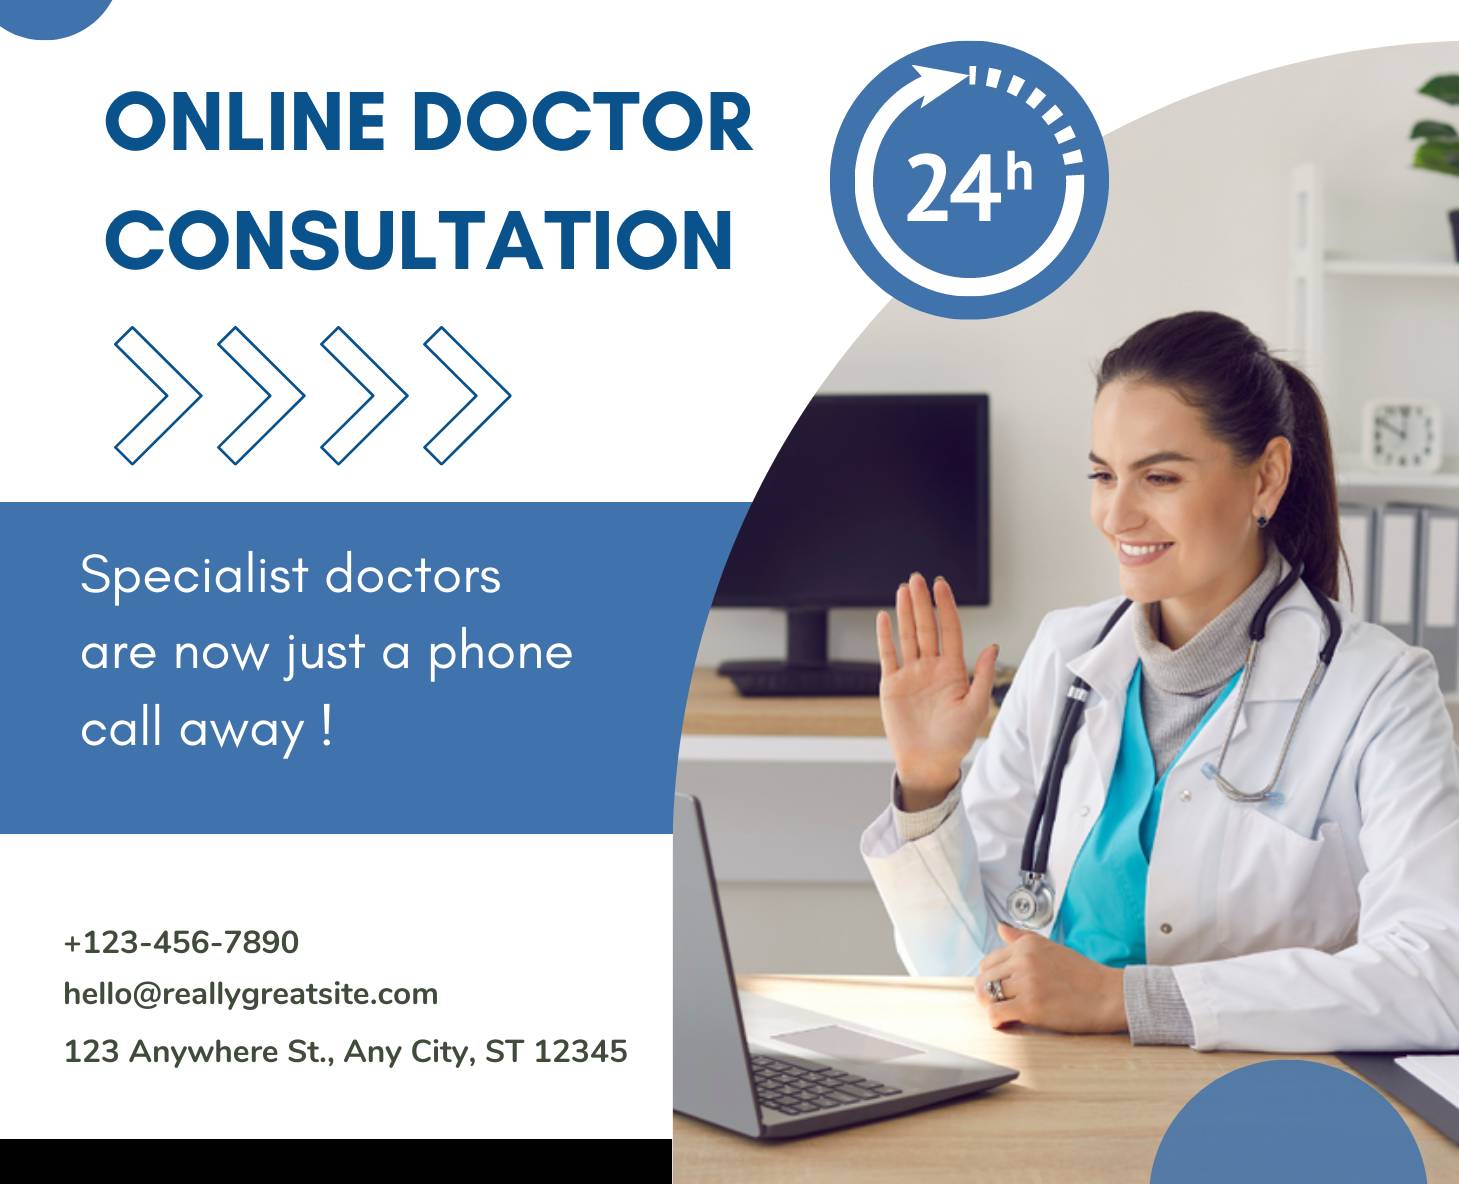 ONLINE DOCTOR
CONSULTATION
24h
Specialist doctors
are now just a phone
call away !
+123-456-7890
hello@reallygreatsite.com
123 Anywhere St., Any City, ST 12345